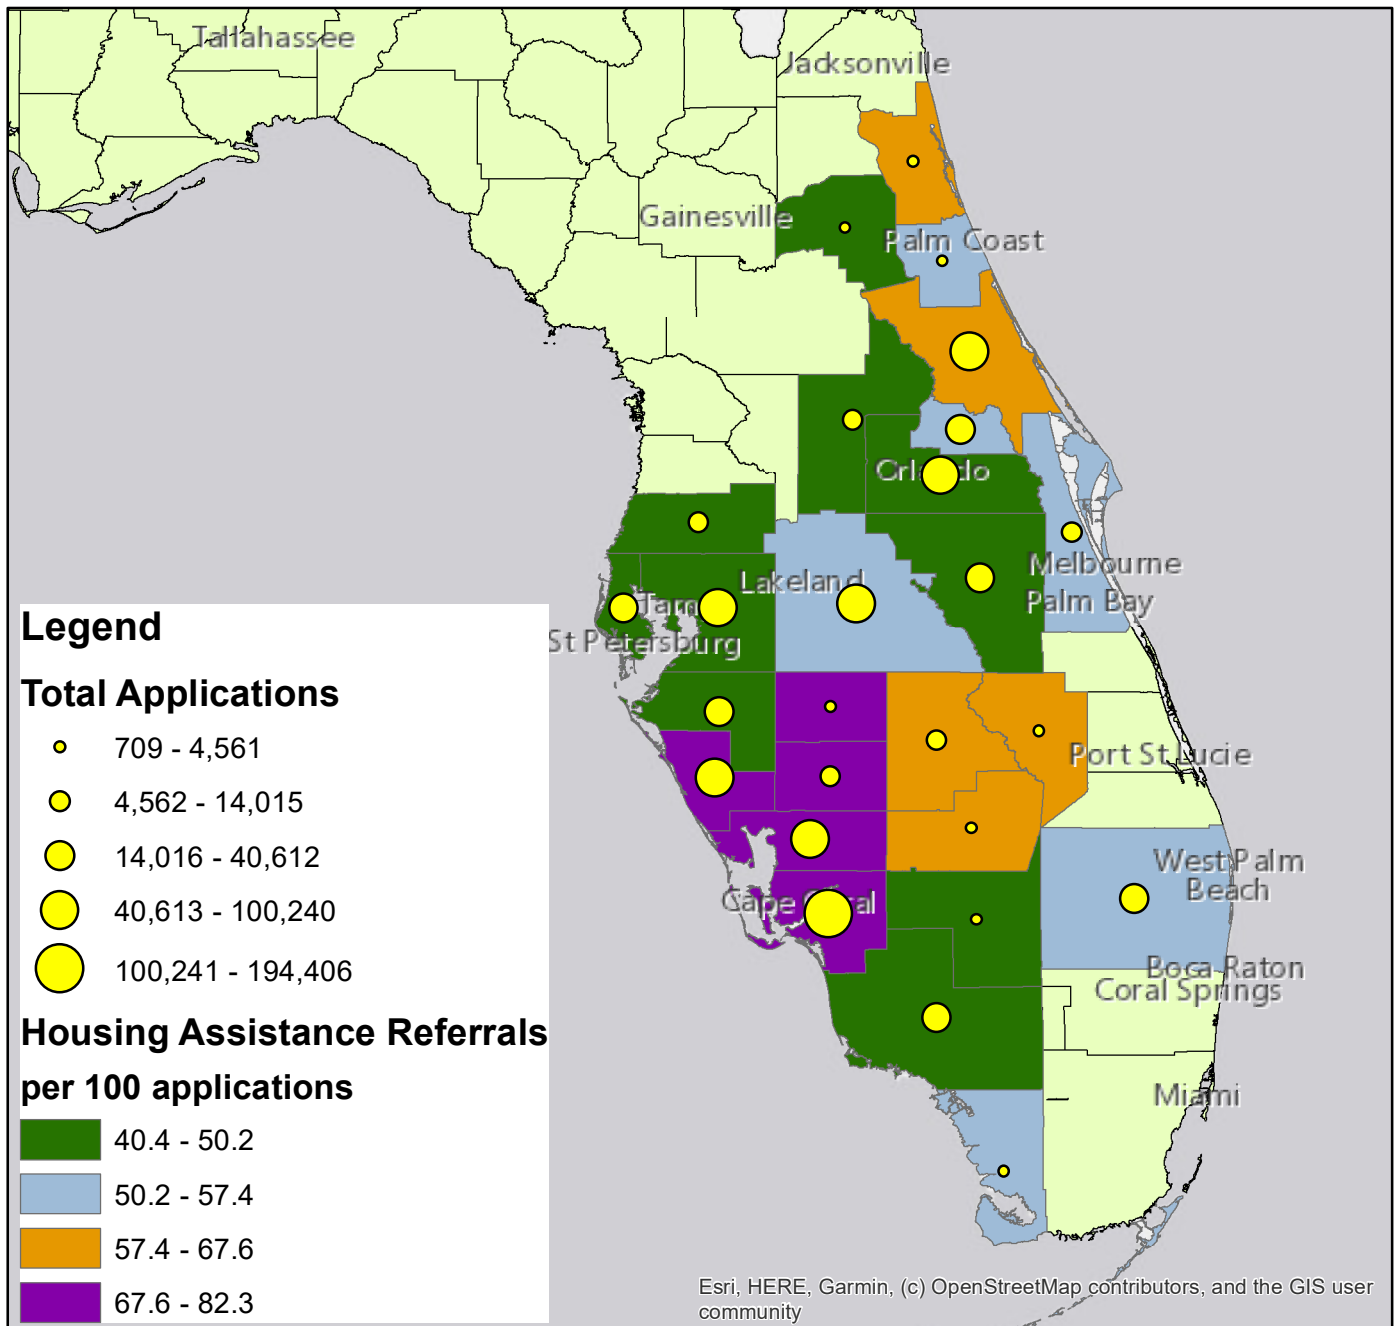 Tallahassee
Jacksonville
Gainesville
Palm Coast
Orlando
Melbourne
Palm Bay
Lakeland
Tam
St Petersburg
Port St Lucie
West Palm
Beach
Cape Coral
Boca Raton
Coral Springs
Miami
Legend
Total Applications
709 - 4,561
4,562 - 14,015
14,016 - 40,612
40,613 - 100,240
100,241 - 194,406
Housing Assistance Referrals
per 100 applications
40.4 - 50.2
50.2 - 57.4
57.4 - 67.6
67.6 - 82.3
Esri, HERE, Garmin, (c) OpenStreetMap contributors, and the GIS user
community